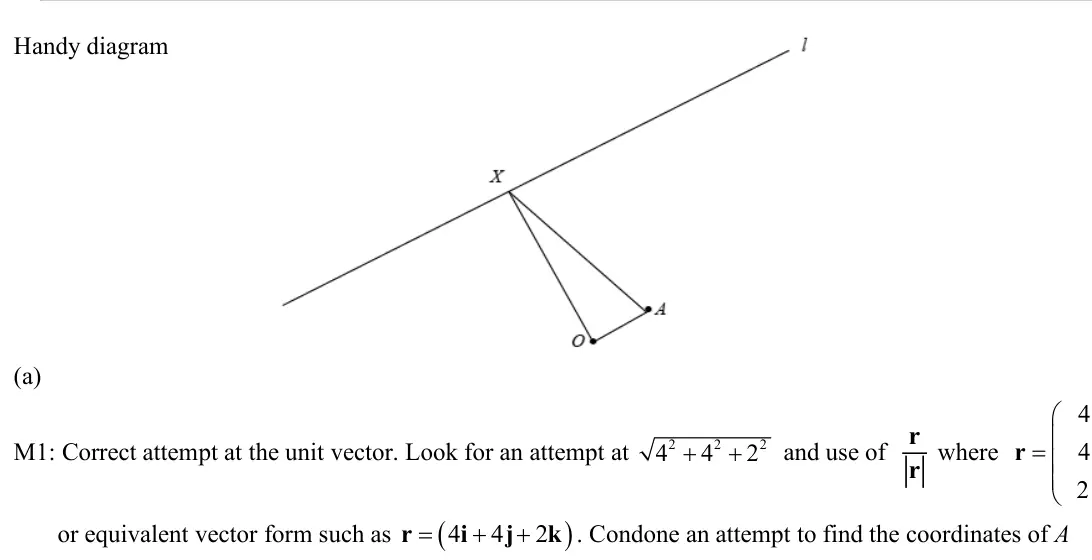 Handy diagram
l
X
A
O
(a)
M1: Correct attempt at the unit vector. Look for an attempt at √(4² + 4² + 2²) and use of r/|r| where r = (4 4 2
or equivalent vector form such as r = (4i + 4j + 2k). Condone an attempt to find the coordinates of A